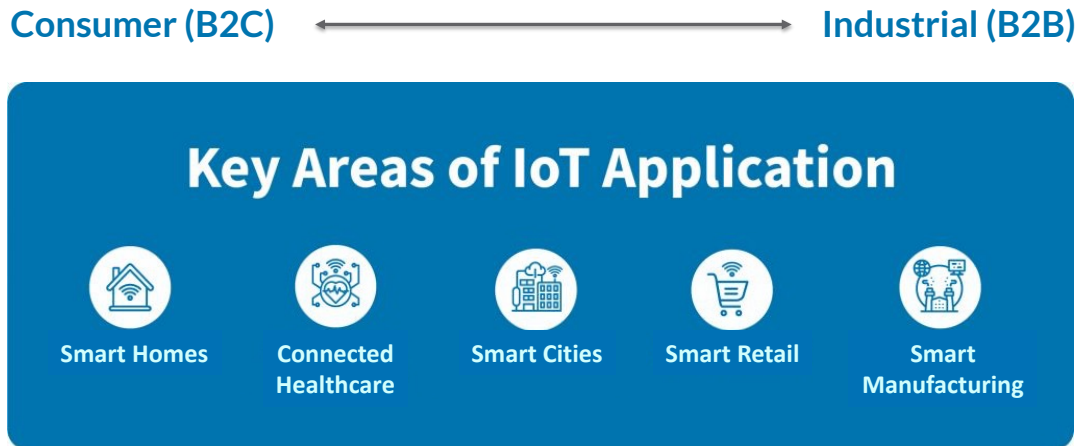 Consumer (B2C)
Industrial (B2B)
Key Areas of IoT Application
Smart Homes
Connected
Healthcare
Smart Cities
Smart Retail
Smart
Manufacturing